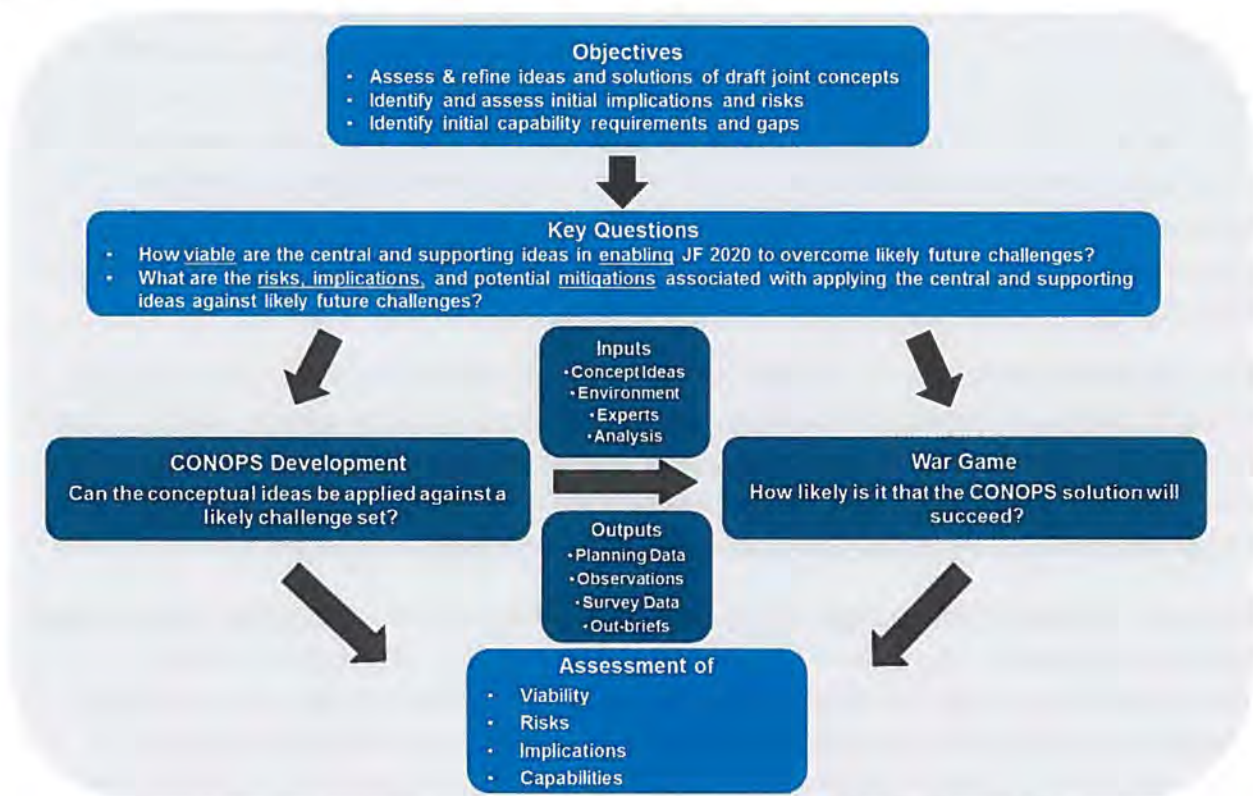 Objectives
• Assess & refine ideas and solutions of draft joint concepts
• Identify and assess initial implications and risks
• Identify initial capability requirements and gaps
Key Questions
• How viable are the central and supporting ideas in enabling JF 2020 to overcome likely future challenges?
• What are the risks, implications, and potential mitigations associated with applying the central and supporting
ideas against likely future challenges?
Inputs
• Concept Ideas
• Environment
• Experts
• Analysis
CONOPS Development
Can the conceptual ideas be applied against a
likely challenge set?
War Game
How likely is it that the CONOPS solution will
succeed?
Outputs
• Planning Data
• Observations
• Survey Data
• Out-briefs
Assessment of
• Viability
• Risks
• Implications
• Capabilities